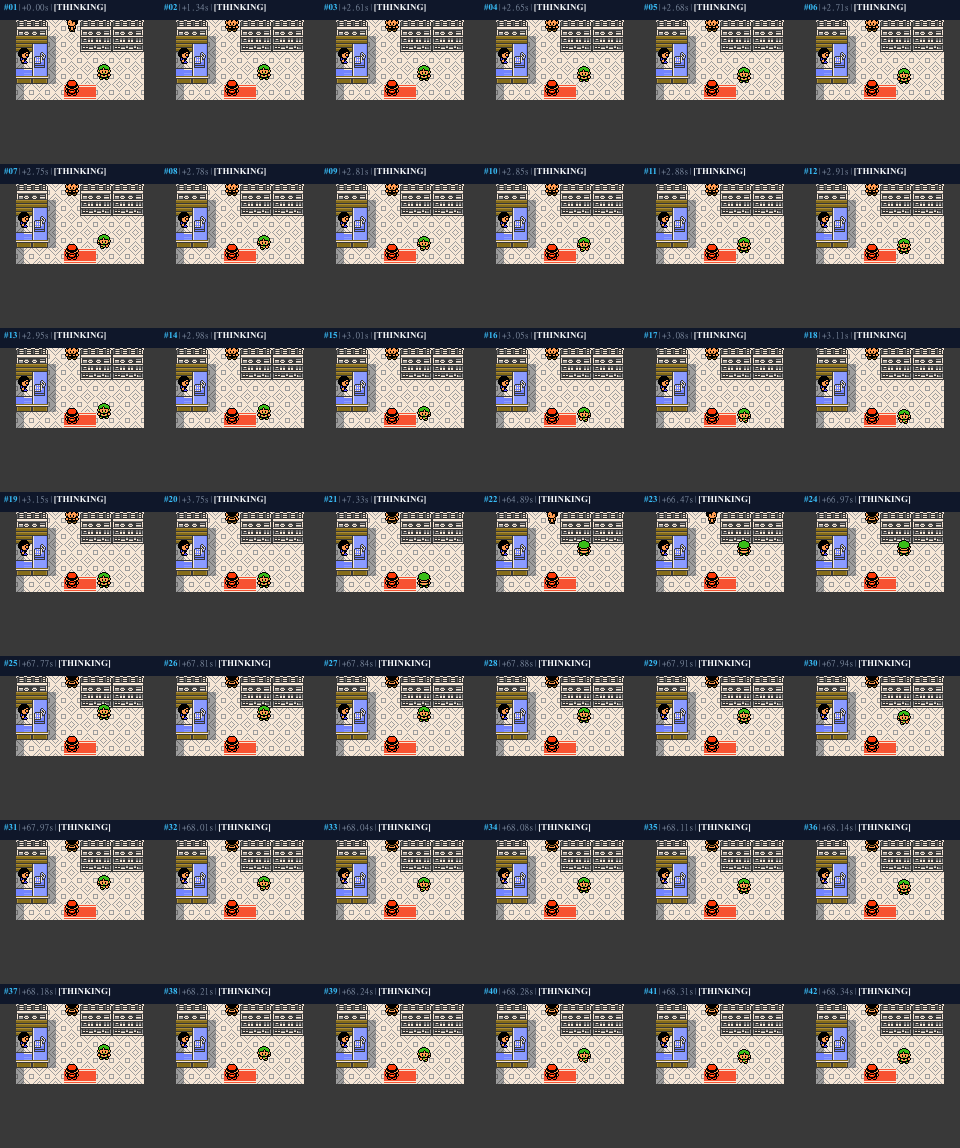 #01|+0.00s|[THINKING] #02|+1.34s|[THINKING] #03|+2.61s|[THINKING] #04|+2.65s|[THINKING] #05|+2.68s|[THINKING] #06|+2.71s|[THINKING]
#07|+2.75s|[THINKING] #08|+2.78s|[THINKING] #09|+2.81s|[THINKING] #10|+2.85s|[THINKING] #11|+2.88s|[THINKING] #12|+2.91s|[THINKING]
#13|+2.95s|[THINKING] #14|+2.98s|[THINKING] #15|+3.01s|[THINKING] #16|+3.05s|[THINKING] #17|+3.08s|[THINKING] #18|+3.11s|[THINKING]
#19|+3.15s|[THINKING] #20|+3.75s|[THINKING] #21|+7.33s|[THINKING] #22|+64.89s|[THINKING] #23|+66.47s|[THINKING] #24|+66.97s|[THINKING]
#25|+67.77s|[THINKING] #26|+67.81s|[THINKING] #27|+67.84s|[THINKING] #28|+67.88s|[THINKING] #29|+67.91s|[THINKING] #30|+67.94s|[THINKING]
#31|+67.97s|[THINKING] #32|+68.01s|[THINKING] #33|+68.04s|[THINKING] #34|+68.08s|[THINKING] #35|+68.11s|[THINKING] #36|+68.14s|[THINKING]
#37|+68.18s|[THINKING] #38|+68.21s|[THINKING] #39|+68.24s|[THINKING] #40|+68.28s|[THINKING] #41|+68.31s|[THINKING] #42|+68.34s|[THINKING]